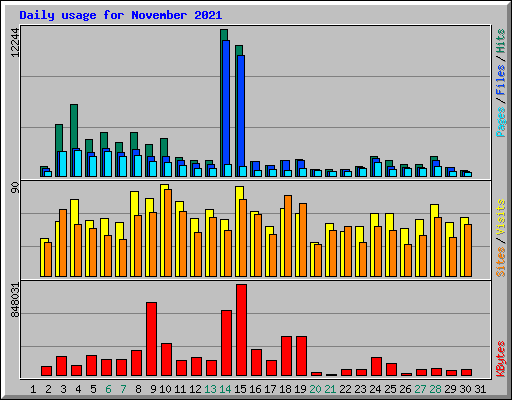 Daily usage for November 2021
12244
Pages / Files / Hits
90
Sites / Visits
848031
KBytes
1 2 3 4 5 6 7 8 9 10 11 12 13 14 15 16 17 18 19 20 21 22 23 24 25 26 27 28 29 30 31